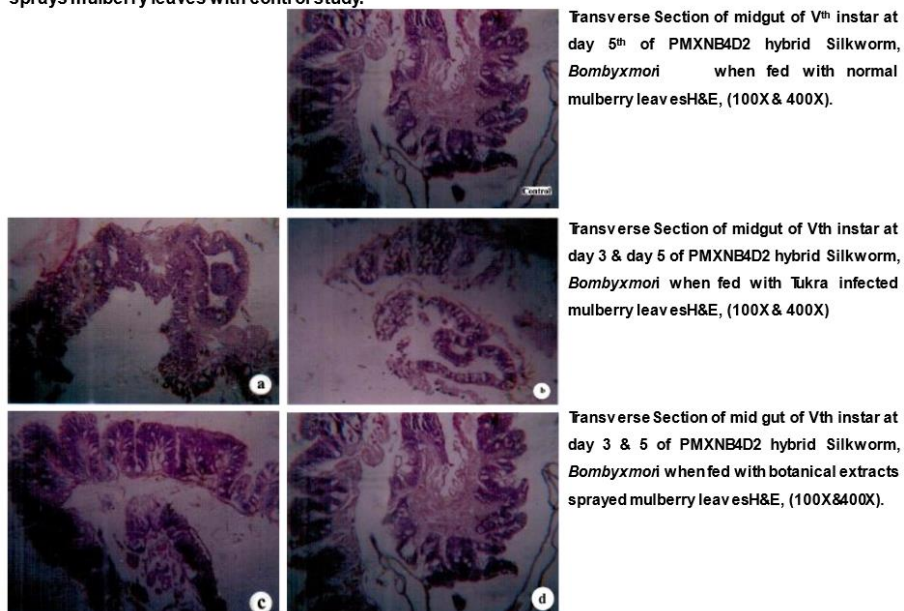 sprays mulberry leaves with control study.
Transverse Section of midgut of Vth instar at
day 5th of PMXNB4D2 hybrid Silkworm,
Bombyxmori when fed with normal
mulberry leavesH&E, (100X & 400X).
Control
Transverse Section of midgut of Vth instar at
day 3 & day 5 of PMXNB4D2 hybrid Silkworm,
Bombyxmori when fed with Tukra infected
mulberry leavesH&E, (100X & 400X)
a
b
Transverse Section of mid gut of Vth instar at
day 3 & 5 of PMXNB4D2 hybrid Silkworm,
Bombyxmori whenfed with botanical extracts
sprayed mulberry leavesH&E, (100X&400X).
c
d